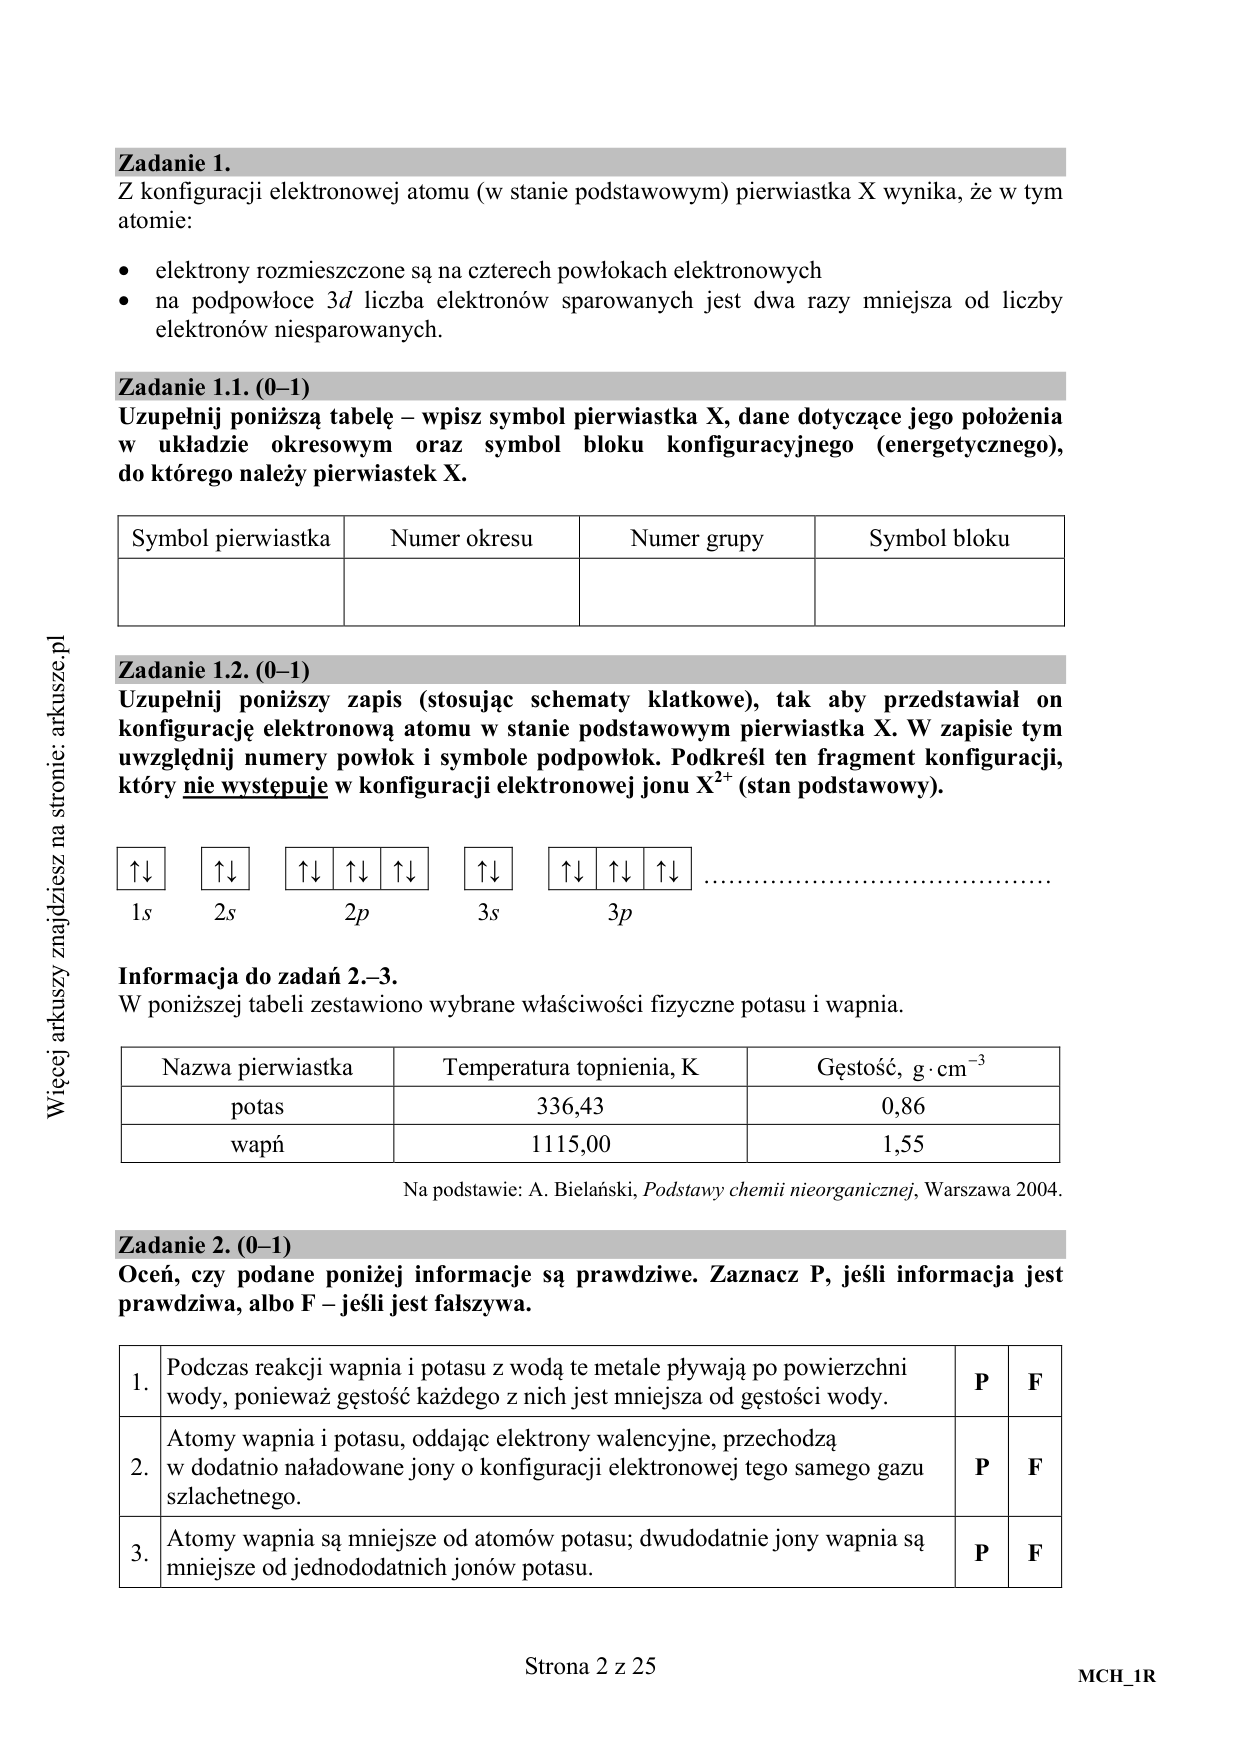 Zadanie 1.
Z konfiguracji elektronowej atomu (w stanie podstawowym) pierwiastka X wynika, że w tym
atomie:
• elektrony rozmieszczone są na czterech powłokach elektronowych
• na podpowłoce 3d liczba elektronów sparowanych jest dwa razy mniejsza od liczby
elektronów niesparowanych.
Zadanie 1.1. (0–1)
Uzupełnij poniższą tabelę – wpisz symbol pierwiastka X, dane dotyczące jego położenia
w układzie okresowym oraz symbol bloku konfiguracyjnego (energetycznego),
do którego należy pierwiastek X.
Symbol pierwiastka Numer okresu Numer grupy Symbol bloku
Zadanie 1.2. (0–1)
Uzupełnij poniższy zapis (stosując schematy klatkowe), tak aby przedstawiał on
konfigurację elektronową atomu w stanie podstawowym pierwiastka X. W zapisie tym
uwzględnij numery powłok i symbole podpowłok. Podkreśl ten fragment konfiguracji,
który nie występuje w konfiguracji elektronowej jonu X²⁺ (stan podstawowy).
↑↓ ↑↓ ↑↓ ↑↓ ↑↓ ↑↓ ↑↓ ↑↓ ↑↓ ..........................................
1s 2s 2p 3s 3p
Informacja do zadań 2.–3.
W poniższej tabeli zestawiono wybrane właściwości fizyczne potasu i wapnia.
Nazwa pierwiastka Temperatura topnienia, K Gęstość, g · cm⁻³
potas 336,43 0,86
wapń 1115,00 1,55
Na podstawie: A. Bielański, Podstawy chemii nieorganicznej, Warszawa 2004.
Zadanie 2. (0–1)
Oceń, czy podane poniżej informacje są prawdziwe. Zaznacz P, jeśli informacja jest
prawdziwa, albo F – jeśli jest fałszywa.
1. Podczas reakcji wapnia i potasu z wodą te metale pływają po powierzchni
wody, ponieważ gęstość każdego z nich jest mniejsza od gęstości wody. P F
2. Atomy wapnia i potasu, oddając elektrony walencyjne, przechodzą
w dodatnio naładowane jony o konfiguracji elektronowej tego samego gazu
szlachetnego. P F
3. Atomy wapnia są mniejsze od atomów potasu; dwudodatnie jony wapnia są
mniejsze od jednododatnich jonów potasu. P F
Strona 2 z 25
MCH_1R
Więcej arkuszy znajdziesz na stronie: arkusze.pl